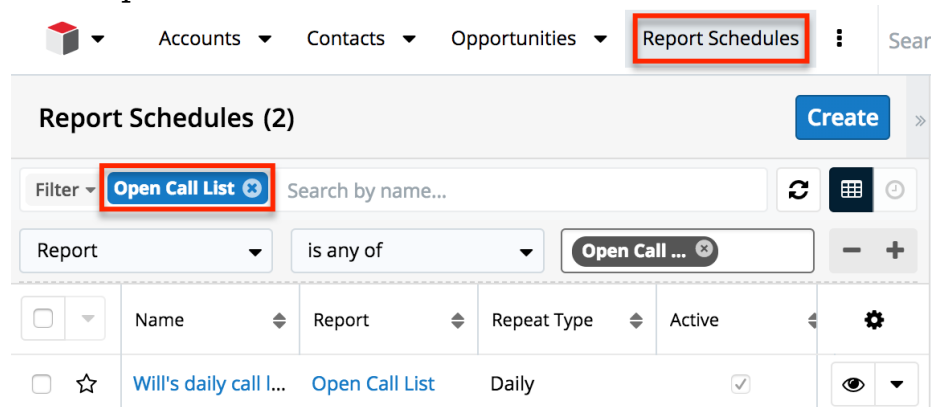 Accounts Contacts Opportunities Report Schedules Sear
Report Schedules (2) Create »
Filter Open Call List Search by name...
Report is any of Open Call ...
Name Report Repeat Type Active
Will's daily call l... Open Call List Daily